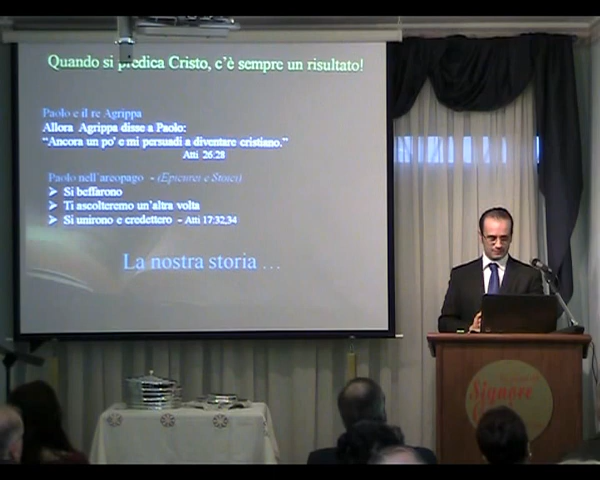 Quando si predica Cristo, c'è sempre un risultato!
Paolo e il re Agrippa
Allora Agrippa disse a Paolo:
“Ancora un po' e mi persuadi a diventare cristiano.”
Atti 26:28
Paolo nell'areopago - (Epicurei e Stoici)
➤ Si beffarono
➤ Ti ascolteremo un'altra volta
➤ Si unirono e credettero - Atti 17:32,34
La nostra storia …
Signore